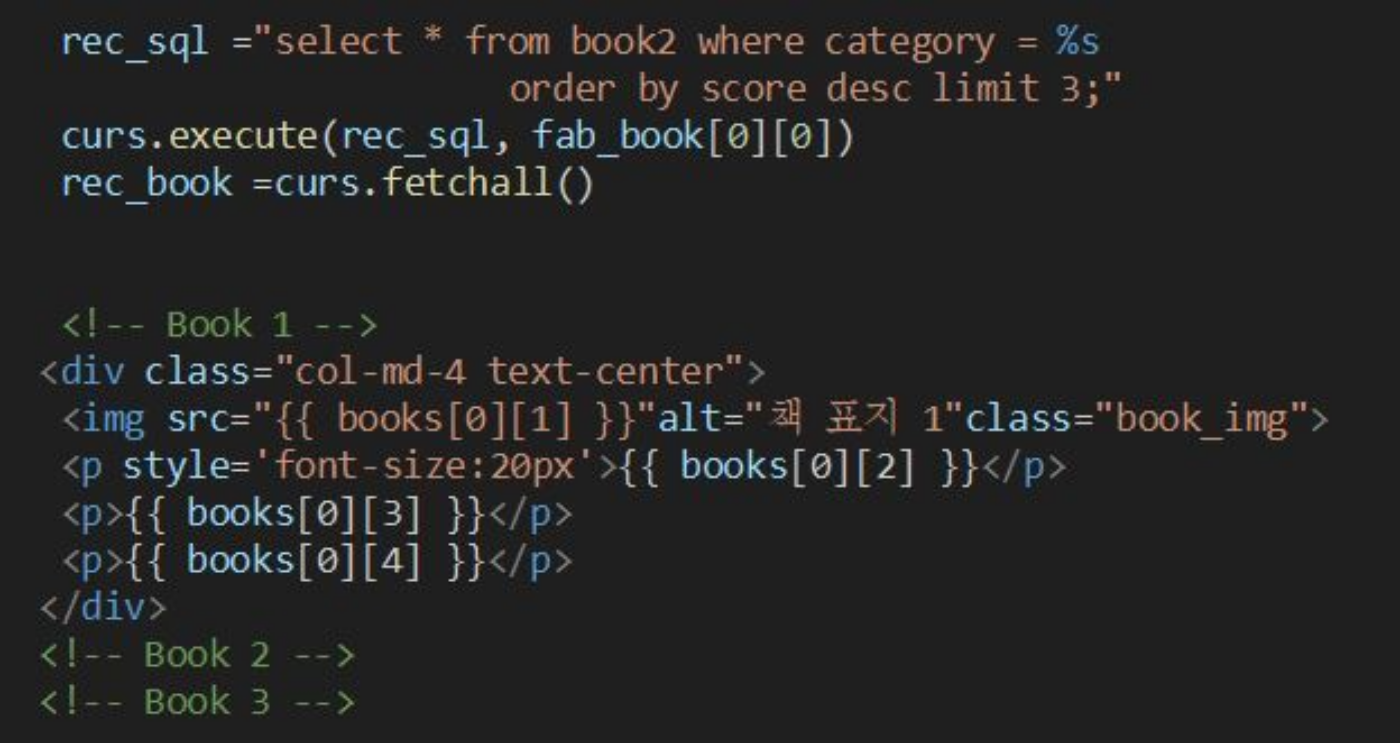 rec_sql ="select * from book2 where category = %s
order by score desc limit 3;"
curs.execute(rec_sql, fab_book[0][0])
rec_book =curs.fetchall()
<!-- Book 1 -->
<div class="col-md-4 text-center">
<img src="{{ books[0][1] }}"alt="책 표지 1"class="book_img">
<p style='font-size:20px'>{{ books[0][2] }}</p>
<p>{{ books[0][3] }}</p>
<p>{{ books[0][4] }}</p>
</div>
<!-- Book 2 -->
<!-- Book 3 -->